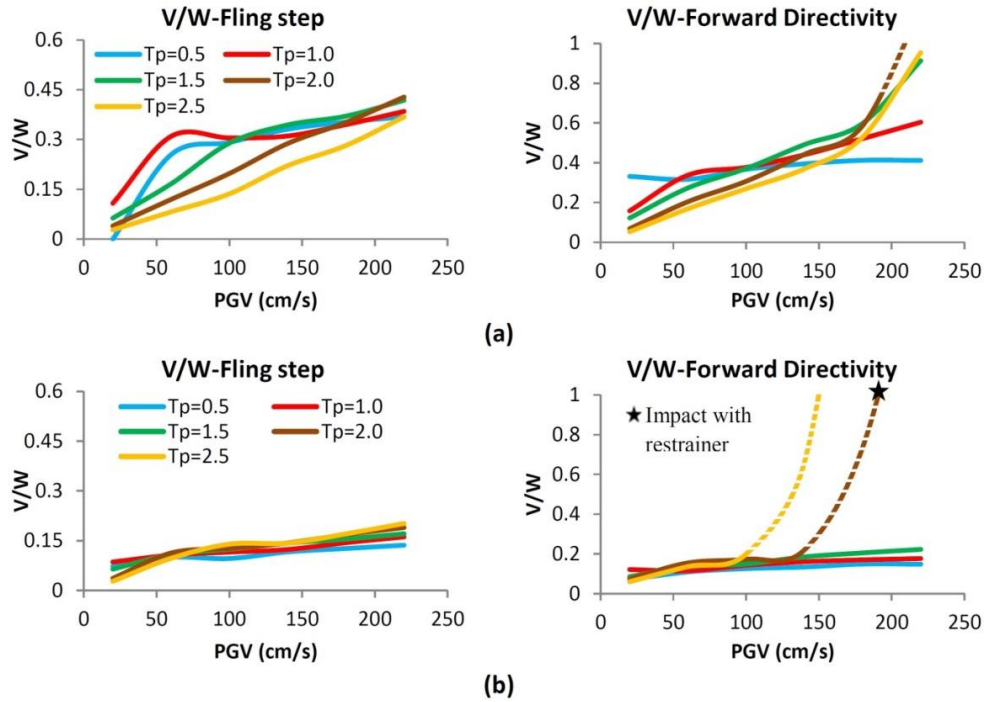 V/W-Fling step
0.6
0.45
0.3
0.15
0
V/W
Tp=0.5 Tp=1.0
Tp=1.5 Tp=2.0
Tp=2.5
0 50 100 150 200 250
PGV (cm/s)
V/W-Forward Directivity
1
0.8
0.6
0.4
0.2
0
V/W
0 50 100 150 200 250
PGV (cm/s)
(a)
V/W-Fling step
0.6
0.45
0.3
0.15
0
V/W
Tp=0.5 Tp=1.0
Tp=1.5 Tp=2.0
Tp=2.5
0 50 100 150 200 250
PGV (cm/s)
V/W-Forward Directivity
1
0.8
0.6
0.4
0.2
0
V/W
★ Impact with
restrainer
0 50 100 150 200 250
PGV (cm/s)
(b)